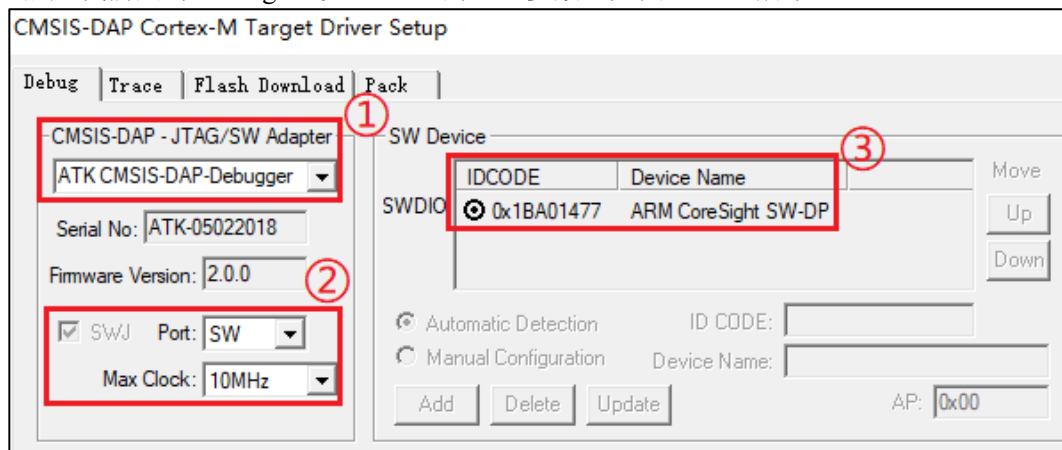 CMSIS-DAP Cortex-M Target Driver Setup
Debug Trace Flash Download Pack
①
CMSIS-DAP - JTAG/SW Adapter
ATK CMSIS-DAP-Debugger
Serial No: ATK-05022018
Firmware Version: 2.0.0
②
SWJ Port: SW
Max Clock: 10MHz
SW Device
③
IDCODE Device Name Move
SWDIO 0x1BA01477 ARM CoreSight SW-DP Up
Down
Automatic Detection ID CODE:
Manual Configuration Device Name:
Add Delete Update AP: 0x00